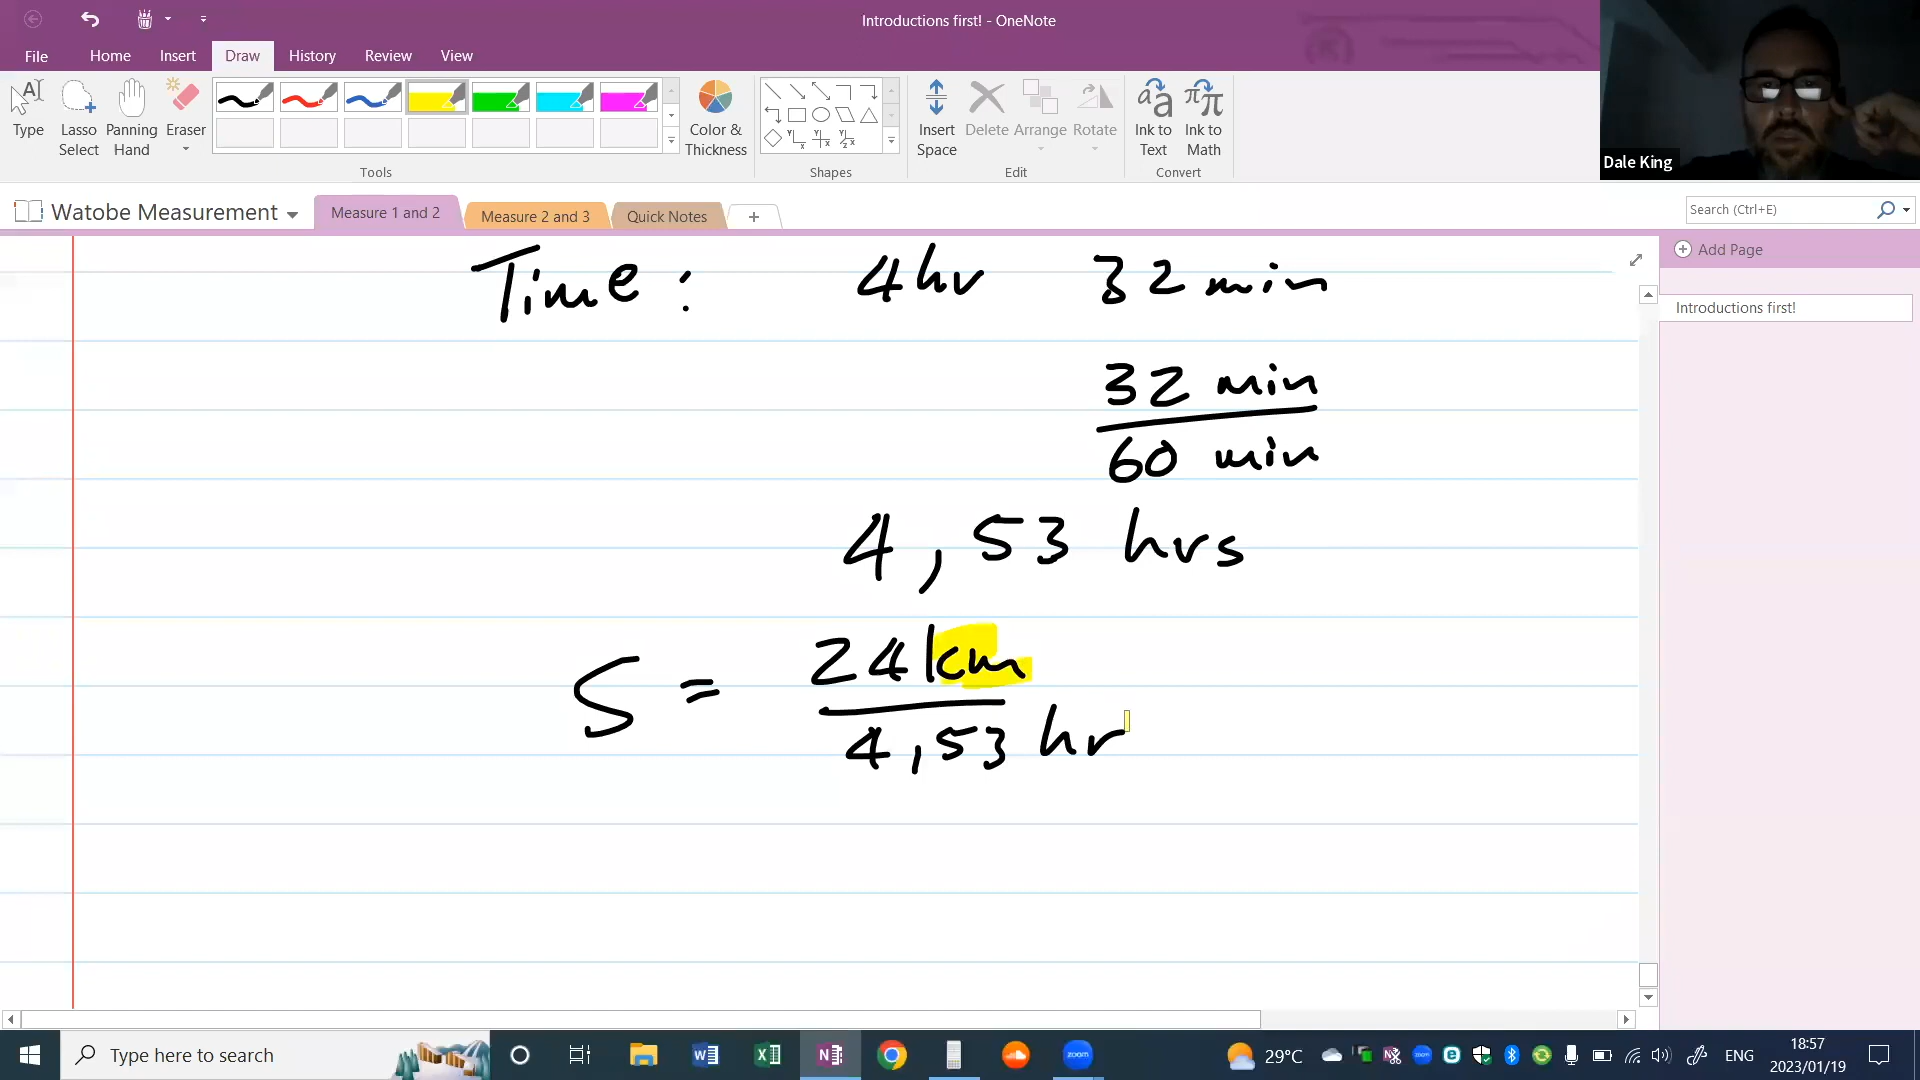 Introductions first! - OneNote
File Home Insert Draw History Review View
Type
Lasso Select
Panning Hand
Eraser
Color & Thickness
Insert Space
Delete
Arrange
Rotate
Ink to Text
Ink to Math
Tools
Shapes
Edit
Convert
Dale King
Watobe Measurement
Measure 1 and 2
Measure 2 and 3
Quick Notes
Search (Ctrl+E)
Add Page
Introductions first!
Time : 4hr 32 min
32 min
60 min
4,53 hrs
S = 24km
4,53 hr
Type here to search
29°C
ENG
18:57
2023/01/19